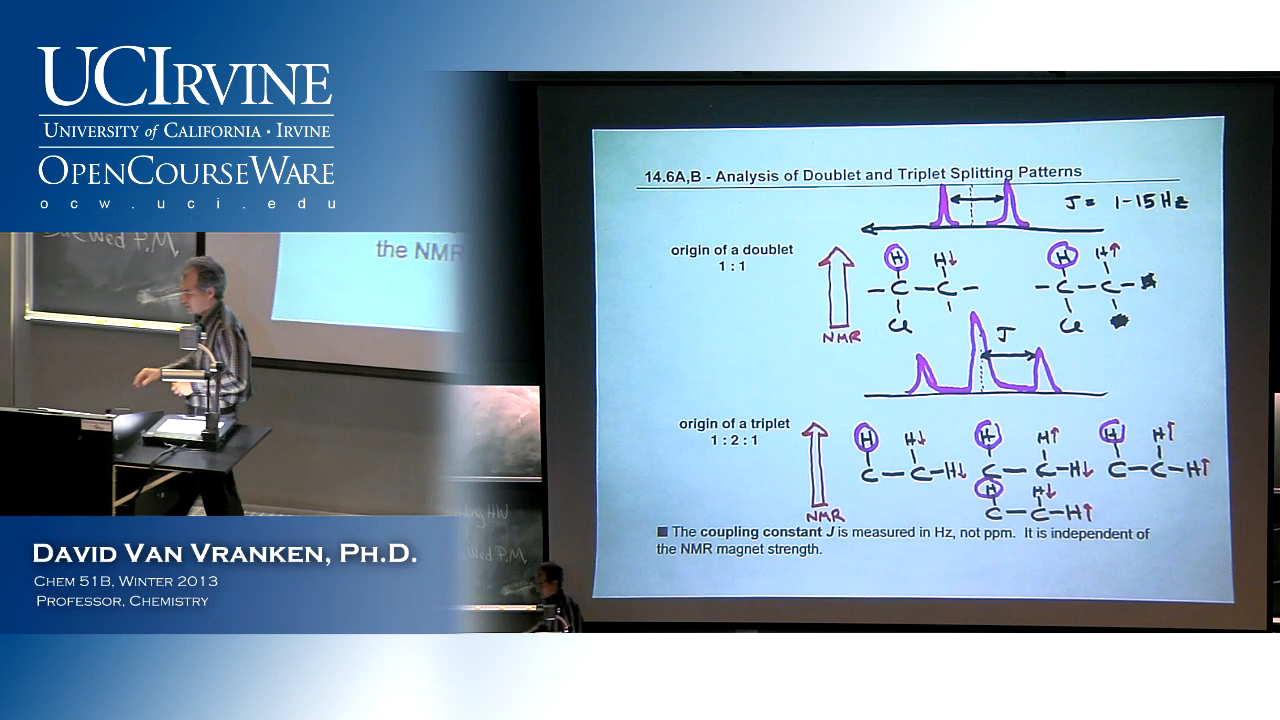 UCIRVINE
UNIVERSITY of CALIFORNIA · IRVINE
OPENCOURSEWARE
ocw.uci.edu
the NMR
DAVID VAN VRANKEN, PH.D.
CHEM 51B, WINTER 2013
PROFESSOR, CHEMISTRY
14.6A,B - Analysis of Doublet and Triplet Splitting Patterns
J = 1-15 Hz
origin of a doublet
1 : 1
H H↓ H H↑
— C — C — — C — C —
Cl Cl
NMR
J
origin of a triplet
1 : 2 : 1
H H↓ H H↑ H H↑
C — C — H↓ C — C — H↓ C — C — H↑
H H↓
C — C — H↑
NMR
■ The coupling constant J is measured in Hz, not ppm. It is independent of
the NMR magnet strength.